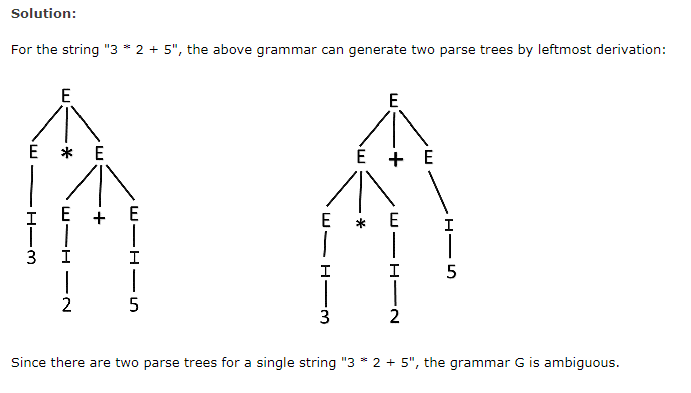 Solution:
For the string "3 * 2 + 5", the above grammar can generate two parse trees by leftmost derivation:
E E
E * E E + E
I E + E E * E I
3 I I I I 5
2 5 3 2
Since there are two parse trees for a single string "3 * 2 + 5", the grammar G is ambiguous.